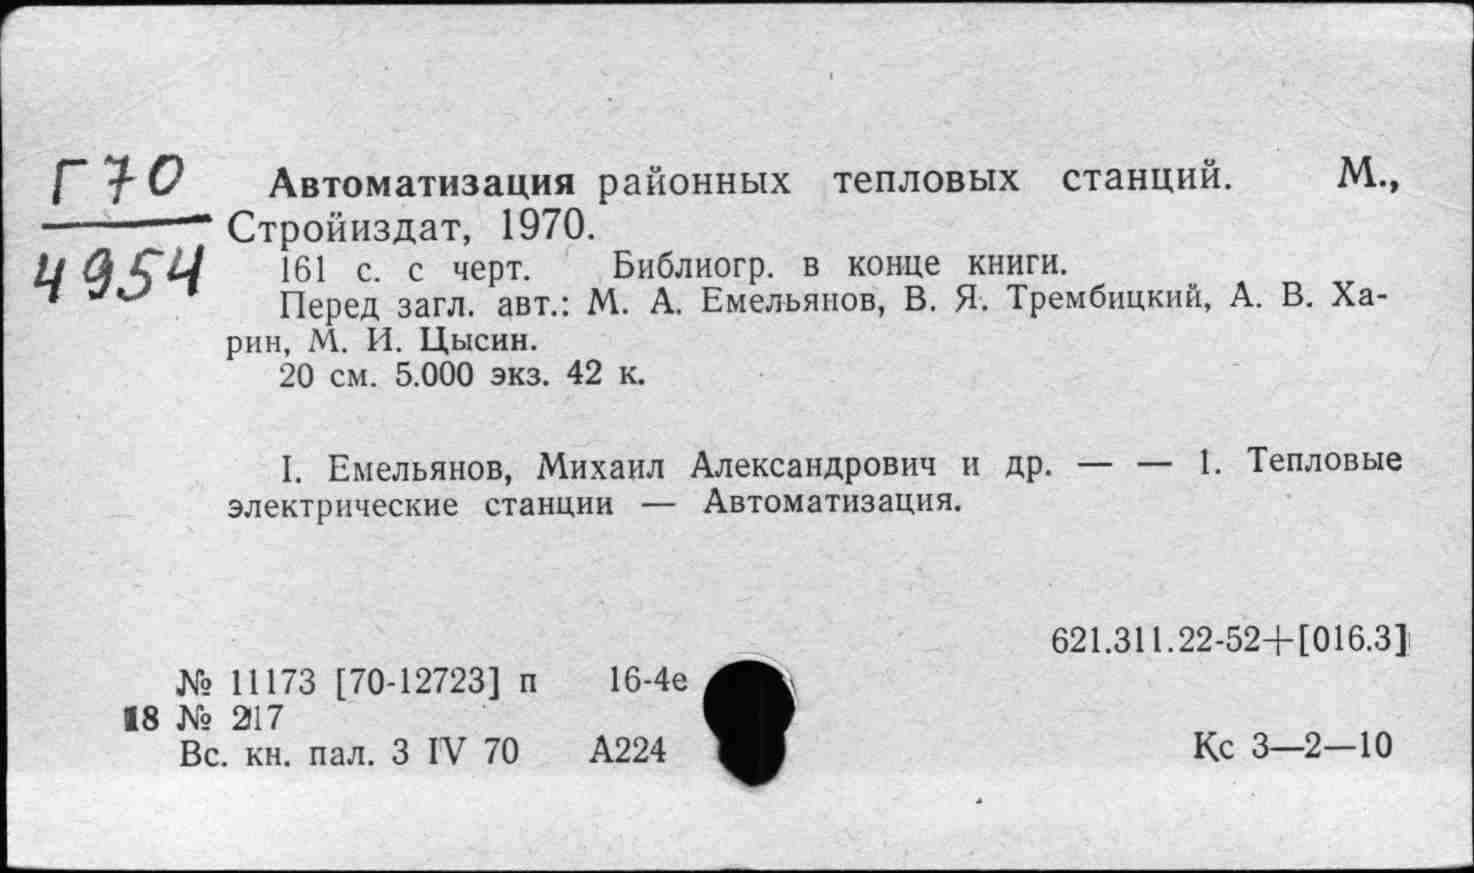 Г70
4954
Автоматизация районных тепловых станций. М.,
Стройиздат, 1970.
161 с. с черт. Библиогр. в конце книги.
Перед загл. авт.: М. А. Емельянов, В. Я. Трембицкий, А. В. Ха-
рин, М. И. Цысин.
20 см. 5.000 экз. 42 к.
I. Емельянов, Михаил Александрович и др. — — 1. Тепловые
электрические станции — Автоматизация.
621.311.22-52+[016.3]
№ 11173 [70-12723] п 16-4е
18 № 217
Вс. кн. пал. 3 IV 70 А224
Кс 3—2—10